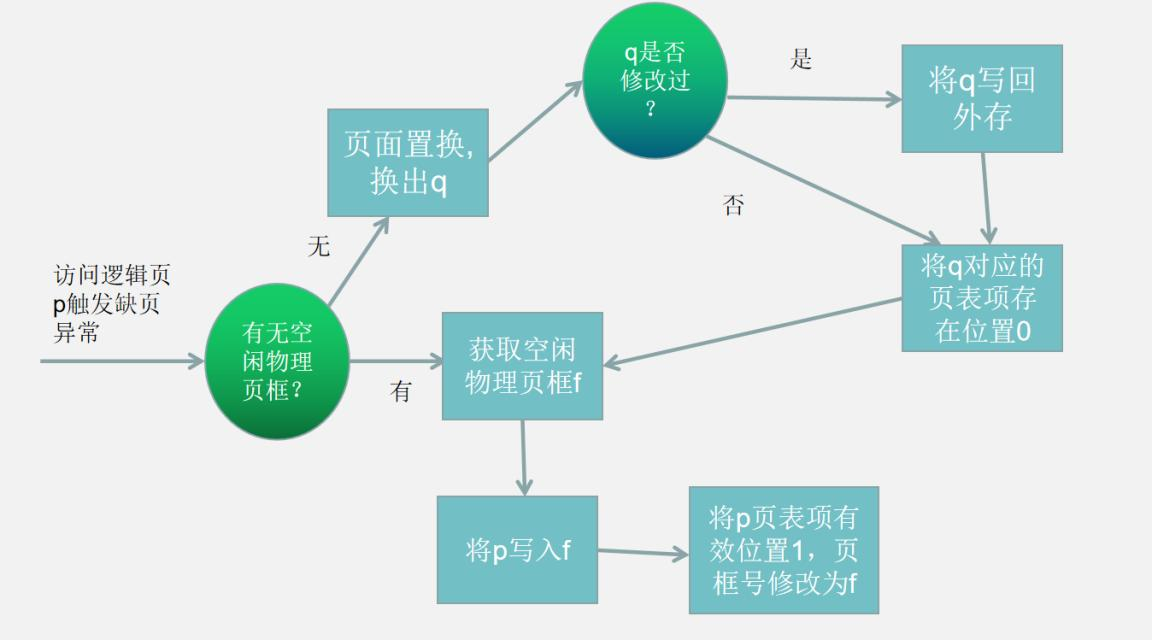 访问逻辑页
p触发缺页
异常
有无空
闲物理
页框？
无
页面置换,
换出q
q是否
修改过
？
是
将q写回
外存
否
将q对应的
页表项存
在位置0
有
获取空闲
物理页框f
将p写入f
将p页表项有
效位置1，页
框号修改为f